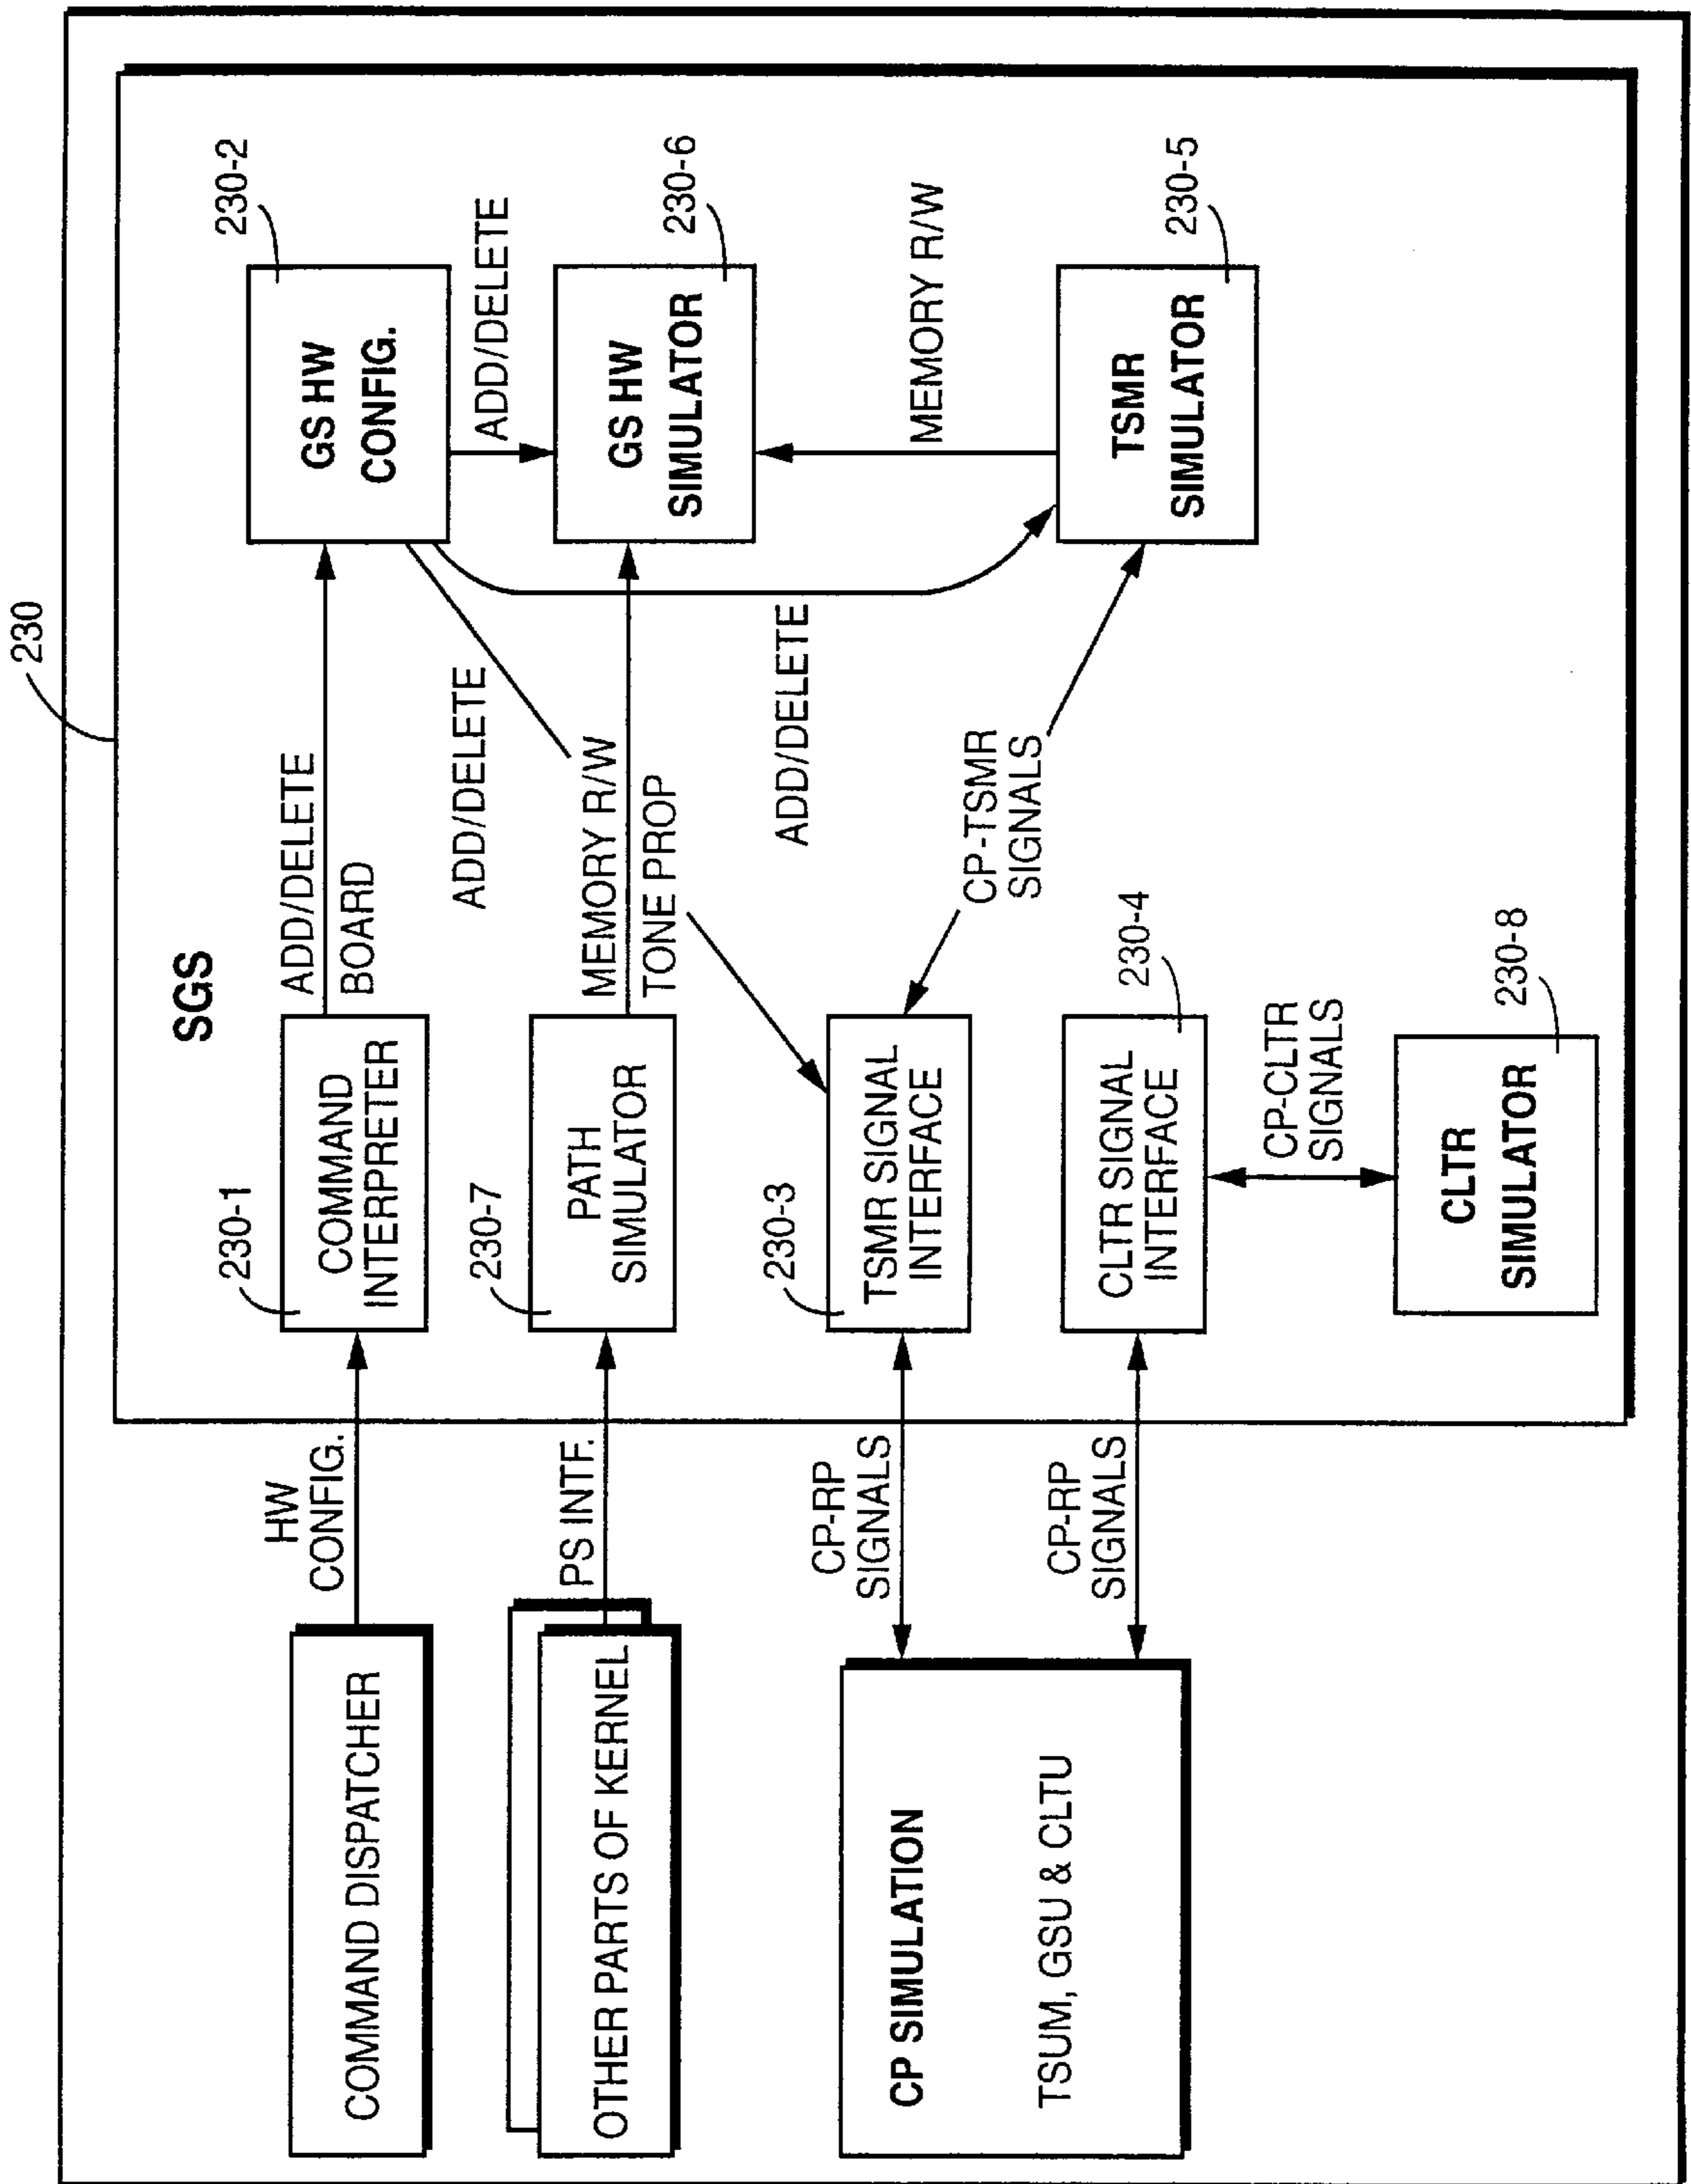 230
SGS
COMMAND DISPATCHER
HW
CONFIG.
230-1
COMMAND
INTERPRETER
ADD/DELETE
BOARD
230-2
GS HW
CONFIG.
ADD/DELETE
ADD/DELETE
OTHER PARTS OF KERNEL
PS INTF.
230-7
PATH
SIMULATOR
MEMORY R/W
TONE PROP
230-6
GS HW
SIMULATOR
ADD/DELETE
MEMORY R/W
CP SIMULATION
TSUM, GSU & CLTU
CP-RP
SIGNALS
230-3
TSMR SIGNAL
INTERFACE
CP-TSMR
SIGNALS
230-5
TSMR
SIMULATOR
CP-RP
SIGNALS
230-4
CLTR SIGNAL
INTERFACE
CP-CLTR
SIGNALS
230-8
CLTR
SIMULATOR